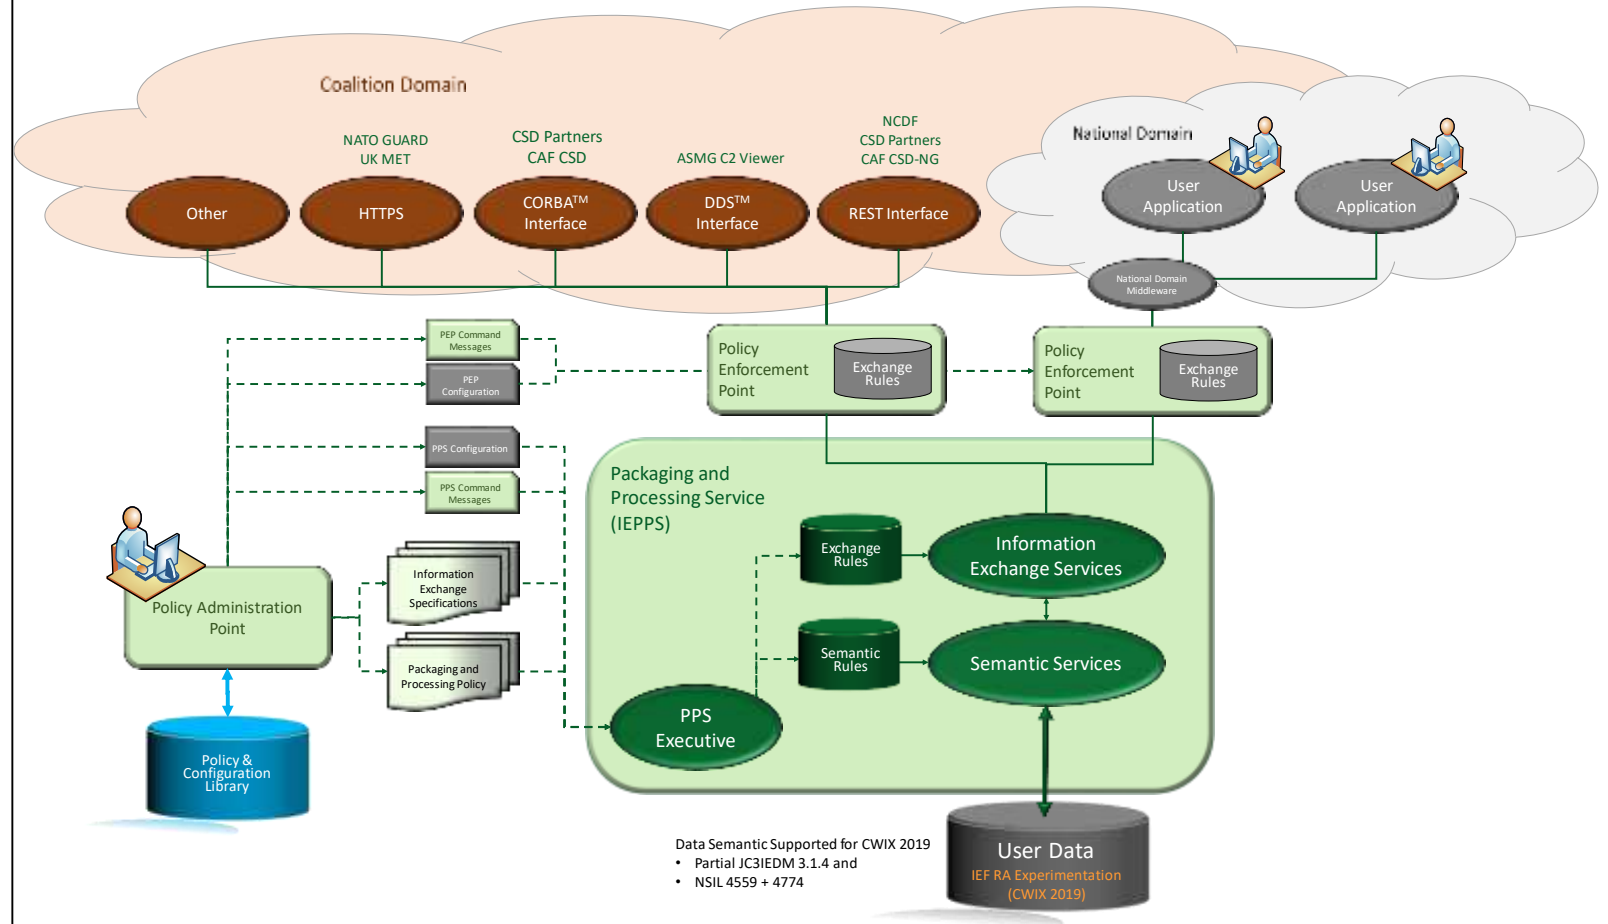 Coalition Domain
National Domain
NATO GUARD
UK MET
CSD Partners
CAF CSD
ASMG C2 Viewer
NCDF
CSD Partners
CAF CSD-NG
Other
HTTPS
CORBA™
Interface
DDS™
Interface
REST Interface
User
Application
User
Application
National Domain
Middleware
PEP Command
Messages
PEP
Configuration
Policy
Enforcement
Point
Exchange
Rules
Policy
Enforcement
Point
Exchange
Rules
PPS Configuration
PPS Command
Messages
Packaging and
Processing Service
(IEPPS)
Exchange
Rules
Information
Exchange Services
Information
Exchange
Specifications
Policy Administration
Point
Semantic
Rules
Semantic Services
Packaging and
Processing Policy
PPS
Executive
Policy &
Configuration
Library
Data Semantic Supported for CWIX 2019
• Partial JC3IEDM 3.1.4 and
• NSIL 4559 + 4774
User Data
IEF RA Experimentation
(CWIX 2019)